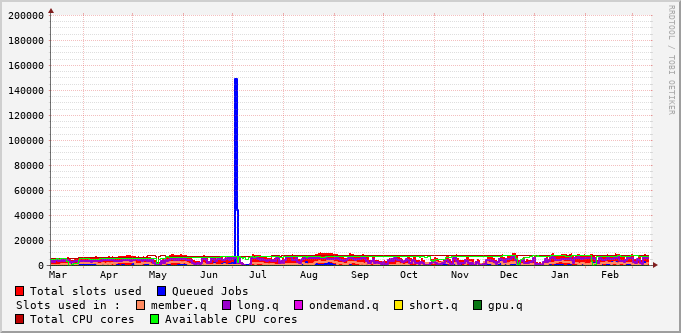 RRDTOOL / TOBI OETIKER
200000
180000
160000
140000
120000
100000
80000
60000
40000
20000
0
Mar Apr May Jun Jul Aug Sep Oct Nov Dec Jan Feb
Total slots used Queued Jobs
Slots used in : member.q long.q ondemand.q short.q gpu.q
Total CPU cores Available CPU cores